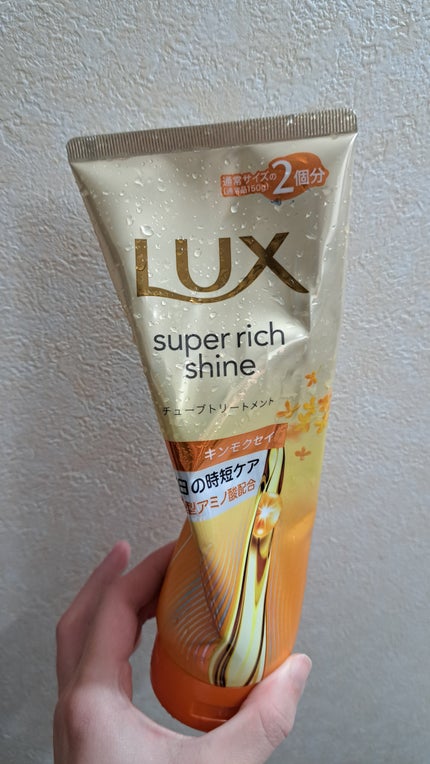 通常サイズの
(通常品150g)
2個分
LUX
super rich
shine
チューブトリートメント
キンモクセイ
の時短ケア
型アミノ酸配合